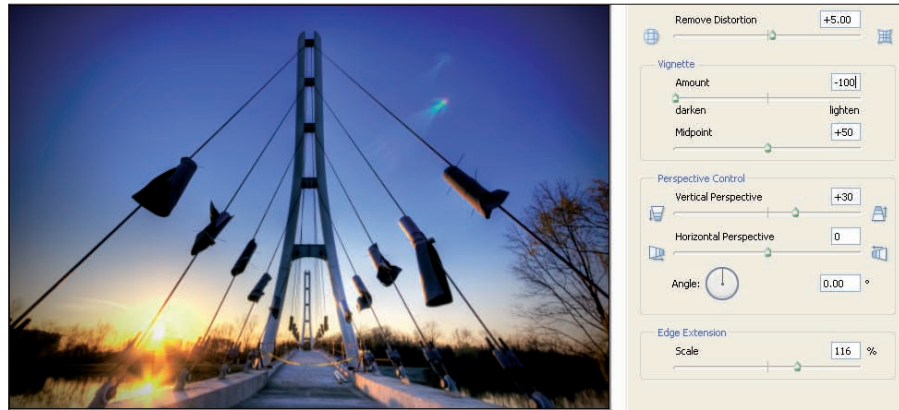 Remove Distortion +5.00
Vignette
Amount -100
darken lighten
Midpoint +50
Perspective Control
Vertical Perspective +30
Horizontal Perspective 0
Angle: 0.00 °
Edge Extension
Scale 116 %